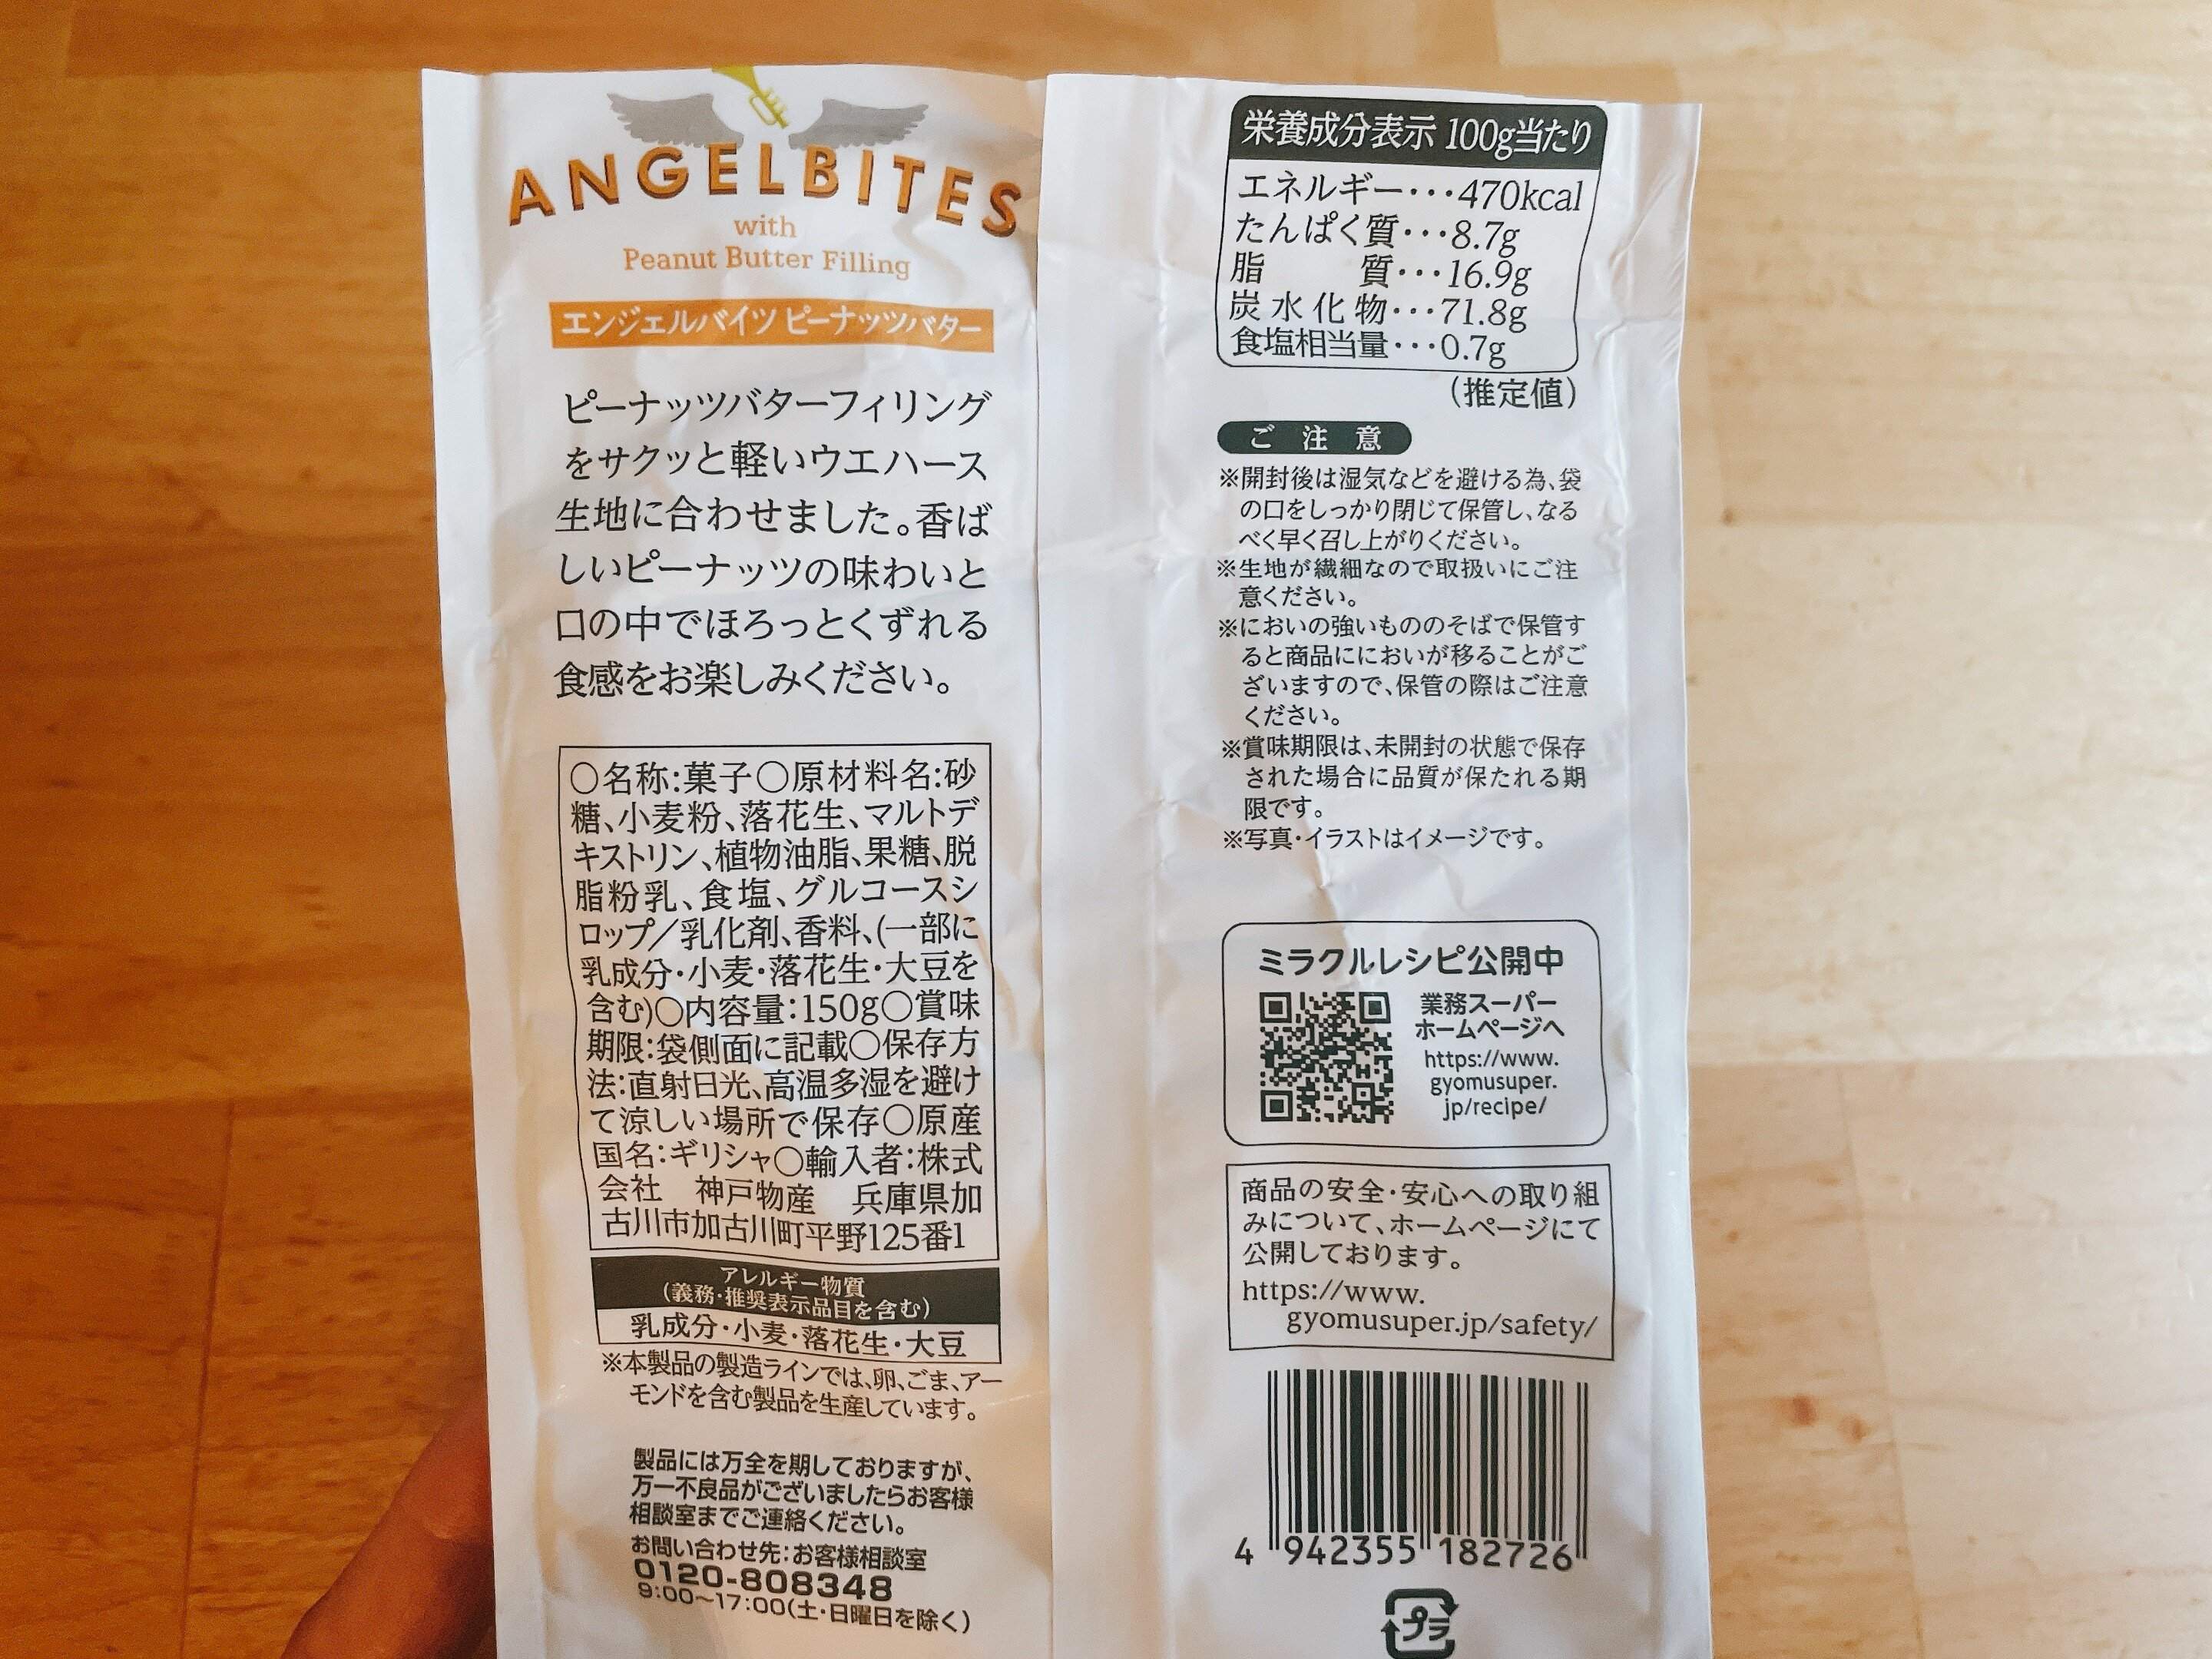 ANGELBITES
with
Peanut Butter Filling
エンジェルバイツ ピーナッツバター
ピーナッツバターフィリング
をサクッと軽いウエハース
生地に合わせました。香ば
しいピーナッツの味わいと
口の中でほろっとくずれる
食感をお楽しみください。
〇名称:菓子〇原材料名:砂
糖、小麦粉、落花生、マルトデ
キストリン、植物油脂、果糖、脱
脂粉乳、食塩、グルコースシ
ロップ/乳化剤、香料、(一部に
乳成分・小麦・落花生・大豆を
含む)〇内容量:150g〇賞味
期限:袋側面に記載〇保存方
法:直射日光、高温多湿を避け
て涼しい場所で保存〇原産
国名:ギリシャ〇輸入者:株式
会社 神戸物産 兵庫県加
古川市加古川町平野125番1
アレルギー物質
(義務・推奨表示品目を含む)
乳成分・小麦・落花生・大豆
※本製品の製造ラインでは、卵、ごま、アー
モンドを含む製品を生産しています。
製品には万全を期しておりますが、
万一不良品がございましたらお客様
相談室までご連絡ください。
お問い合わせ先:お客様相談室
0120-808348
9:00~17:00(土・日曜日を除く)
栄養成分表示 100g当たり
エネルギー・・・470kcal
たんぱく質・・・8.7g
脂 質・・・16.9g
炭水化物・・・71.8g
食塩相当量・・・0.7g
(推定値)
ご注意
※開封後は湿気などを避ける為、袋
の口をしっかり閉じて保管し、なる
べく早く召し上がりください。
※生地が繊細なので取扱いにご注
意ください。
※においの強いもののそばで保管す
ると商品ににおいが移ることがご
ざいますので、保管の際はご注意
ください。
※賞味期限は、未開封の状態で保存
された場合に品質が保たれる期
限です。
※写真・イラストはイメージです。
ミラクルレシピ公開中
業務スーパー
ホームページへ
https://www.
gyomusuper.
jp/recipe/
商品の安全・安心への取り組
みについて、ホームページにて
公開しております。
https://www.
gyomusuper.jp/safety/
4 942355 182726
プラ